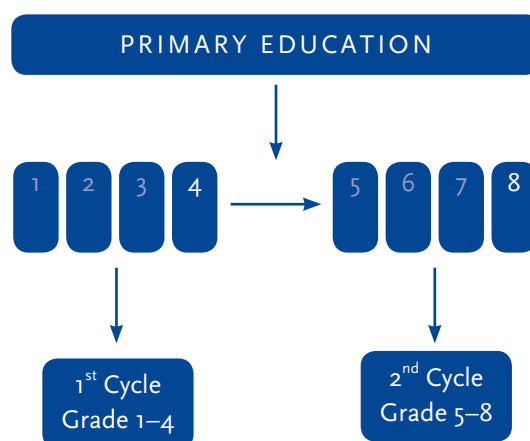 PRIMARY EDUCATION
1 2 3 4 5 6 7 8
1st Cycle
Grade 1–4
2nd Cycle
Grade 5–8